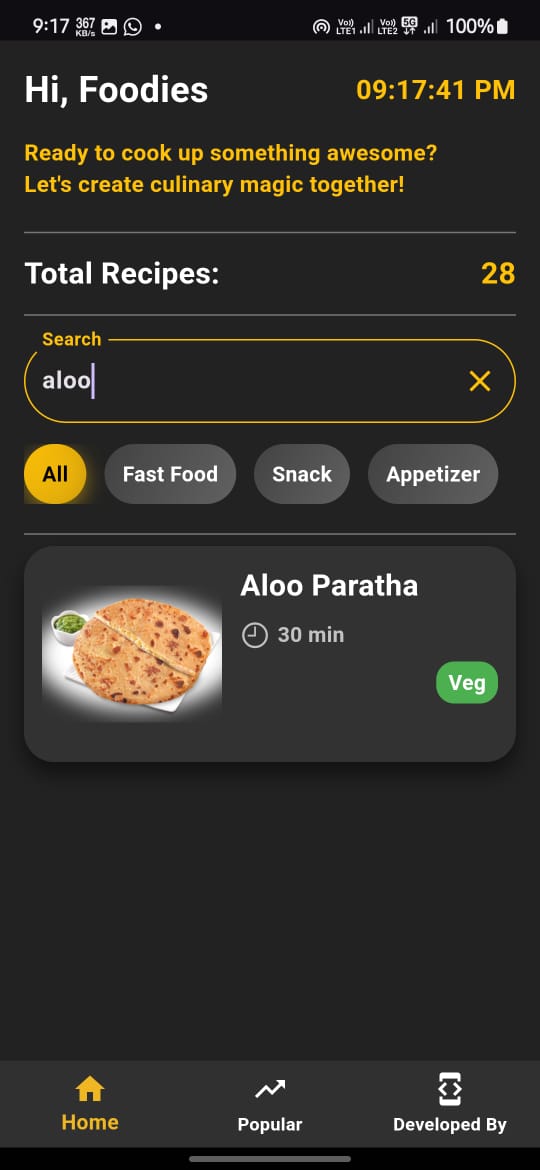 9:17 367 KB/s Vo)) LTE1 Vo)) LTE2 5G 100%
Hi, Foodies 09:17:41 PM
Ready to cook up something awesome?
Let's create culinary magic together!
Total Recipes: 28
Search
aloo
All Fast Food Snack Appetizer
Aloo Paratha
30 min
Veg
Home Popular Developed By